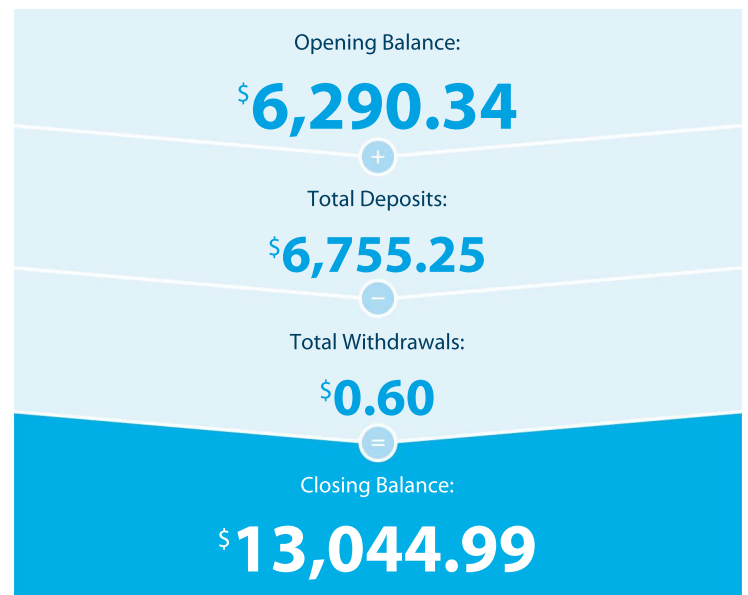 Opening Balance:
$6,290.34
+
Total Deposits:
$6,755.25
−
Total Withdrawals:
$0.60
=
Closing Balance:
$13,044.99